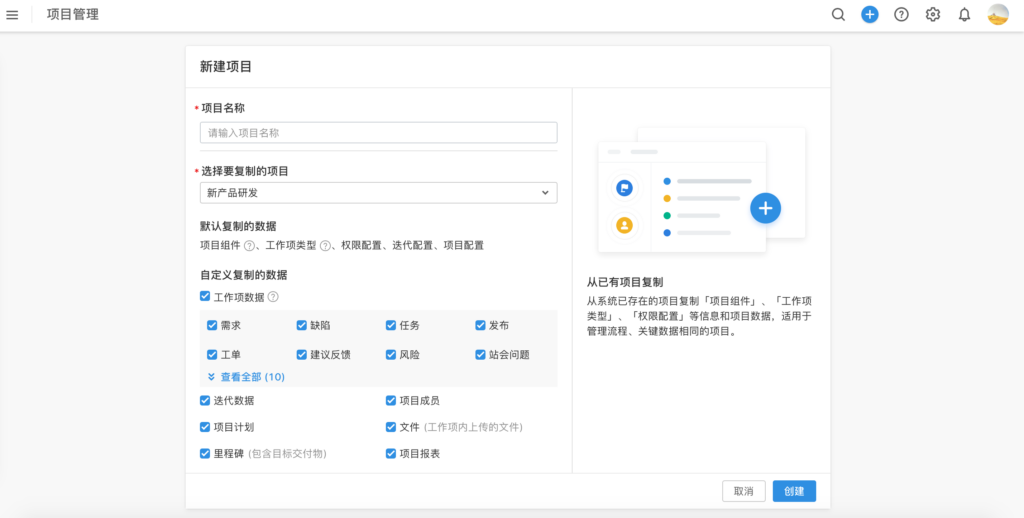 项目管理
新建项目
* 项目名称
请输入项目名称
* 选择要复制的项目
新产品研发
默认复制的数据
项目组件 ?、工作项类型 ?、权限配置、迭代配置、项目配置
自定义复制的数据
工作项数据 ?
需求 缺陷 任务 发布
工单 建议反馈 风险 站会问题
查看全部 (10)
迭代数据 项目成员
项目计划 文件 (工作项内上传的文件)
里程碑 (包含目标交付物) 项目报表
从已有项目复制
从系统已存在的项目复制「项目组件」、「工作项
类型」、「权限配置」等信息和项目数据，适用于
管理流程、关键数据相同的项目。
取消 创建